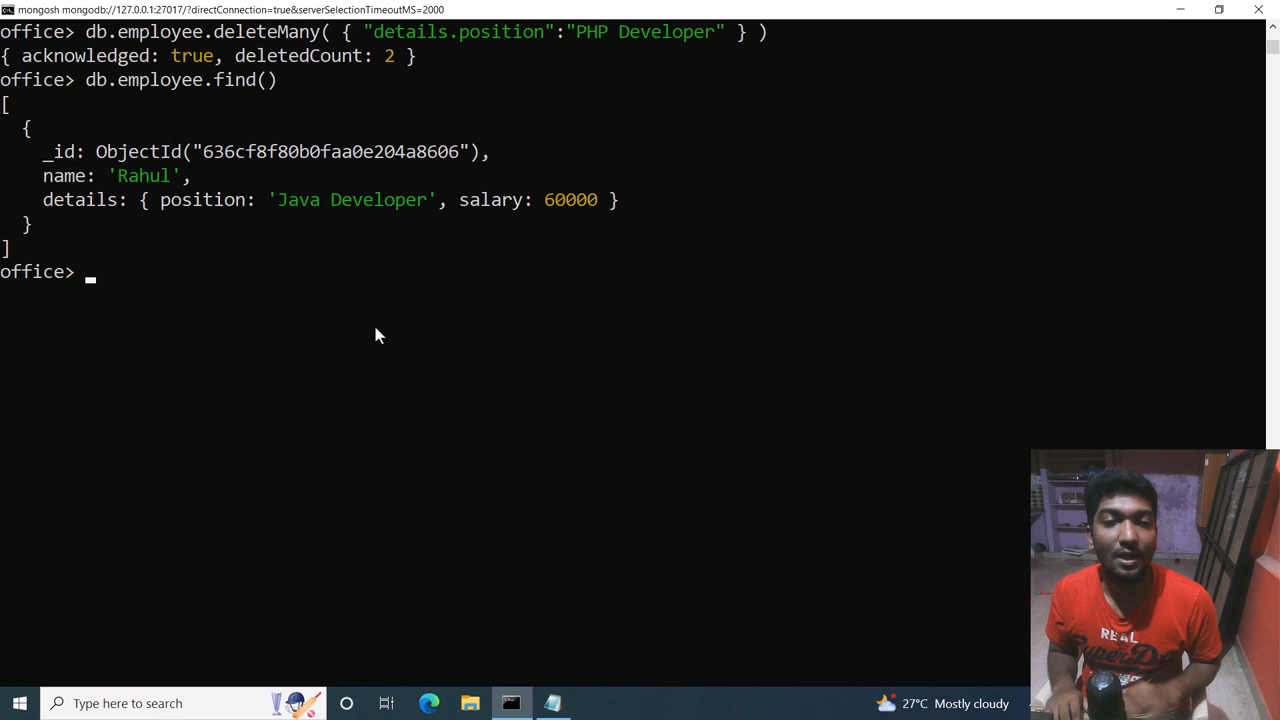 mongosh mongodb://127.0.0.1:27017/?directConnection=true&serverSelectionTimeoutMS=2000
office> db.employee.deleteMany( { "details.position":"PHP Developer" } )
{ acknowledged: true, deletedCount: 2 }
office> db.employee.find()
[
  {
    _id: ObjectId("636cf8f80b0faa0e204a8606"),
    name: 'Rahul',
    details: { position: 'Java Developer', salary: 60000 }
  }
]
office>
REAL
Type here to search
27°C Mostly cloudy